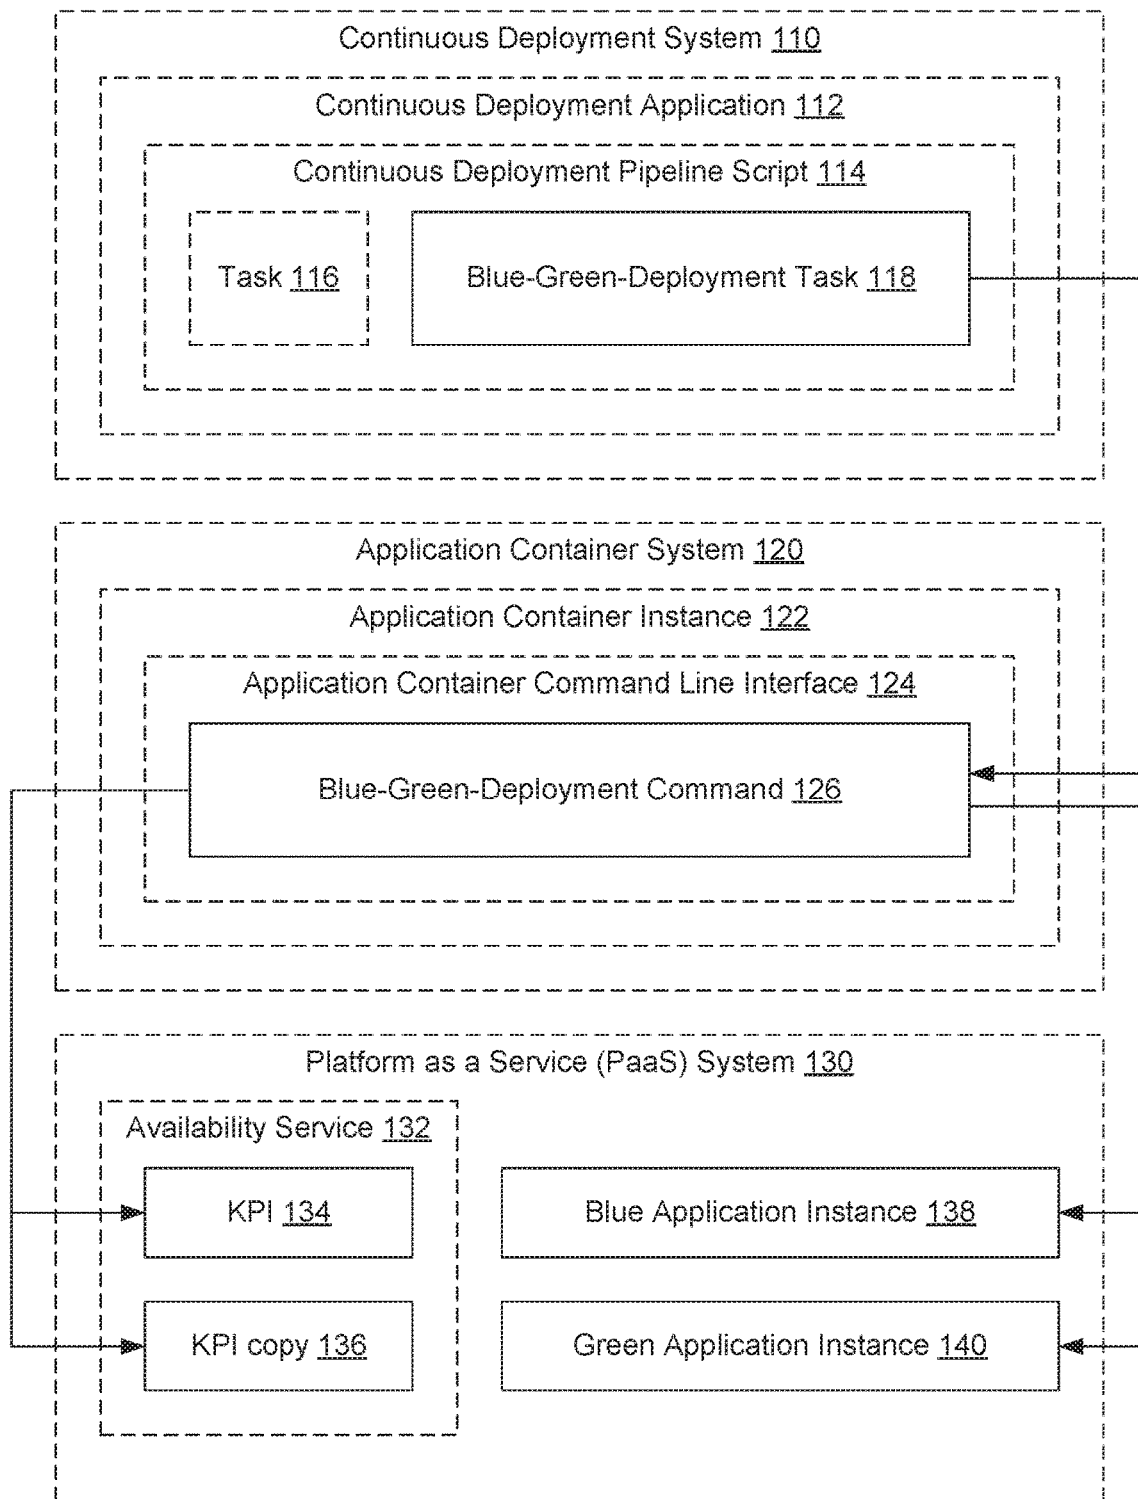 Continuous Deployment System 110
Continuous Deployment Application 112
Continuous Deployment Pipeline Script 114
Task 116
Blue-Green-Deployment Task 118
Application Container System 120
Application Container Instance 122
Application Container Command Line Interface 124
Blue-Green-Deployment Command 126
Platform as a Service (PaaS) System 130
Availability Service 132
KPI 134
Blue Application Instance 138
KPI copy 136
Green Application Instance 140